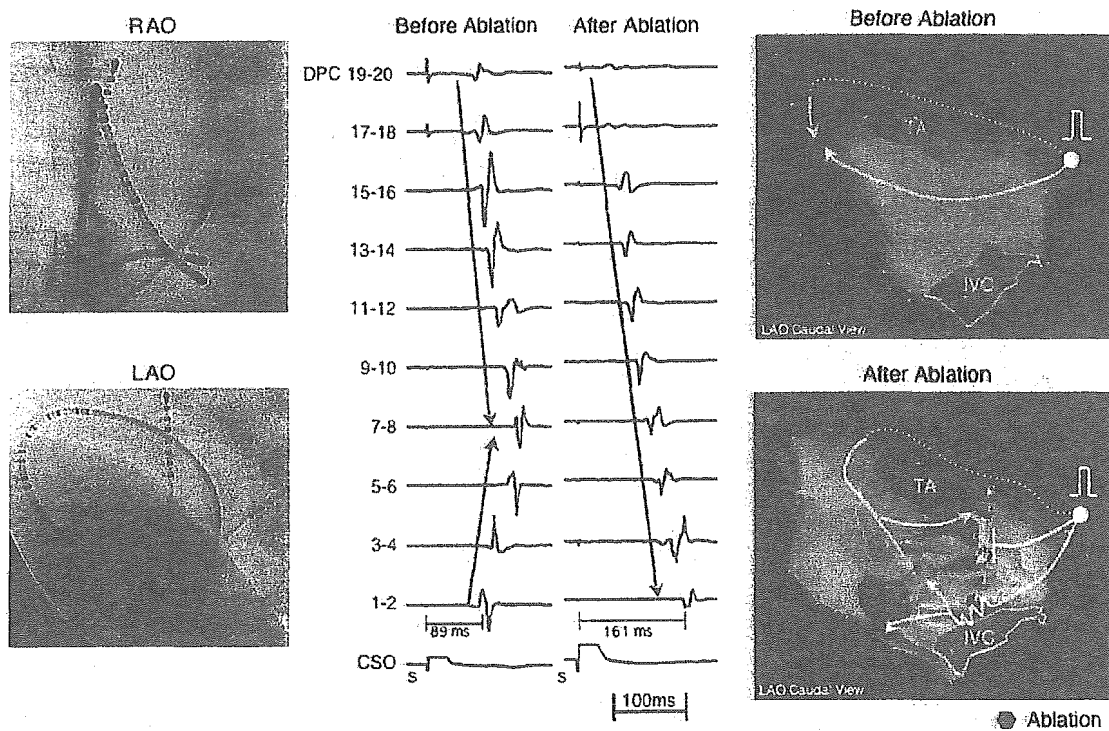 RAO
LAO
Before Ablation
After Ablation
DPC 19-20
17-18
15-16
13-14
11-12
9-10
7-8
5-6
3-4
1-2
89 ms
161 ms
CSO
S
S
100ms
Before Ablation
TA
IVC
LAO Caudal View
After Ablation
TA
IVC
LAO Caudal View
Ablation